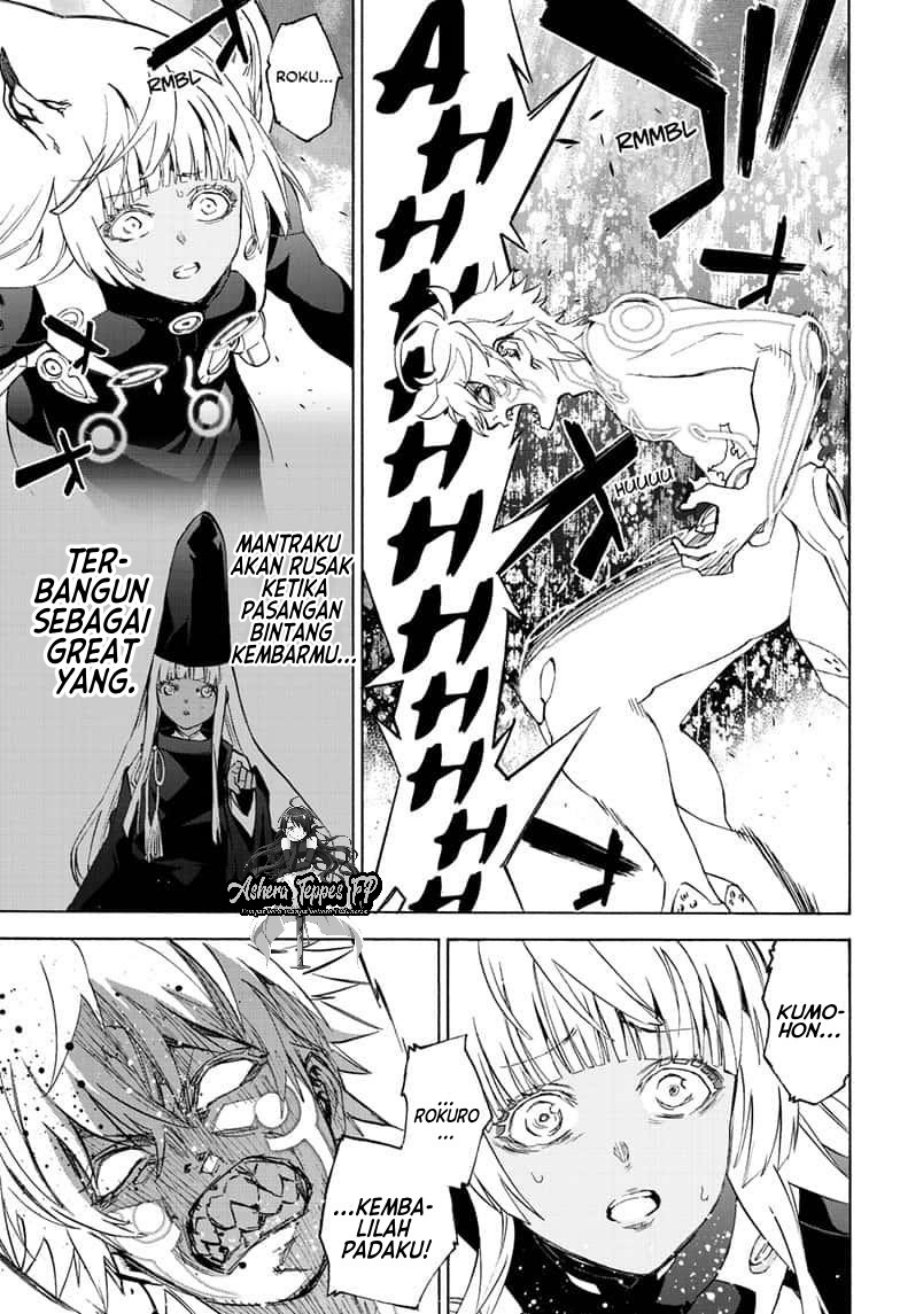 RMMBL
AHHHHHHHHHHHH
HUUUU
ROKU...
RMBL
MANTRAKU
AKAN RUSAK
KETIKA
PASANGAN
BINTANG
KEMBARMU...
TER-
BANGUN
SEBAGAI
GREAT
YANG.
Ashera Teppes FP
KUMO-
HON...
...
ROKURO
...
...KEMBA-
LILAH
PADAKU!